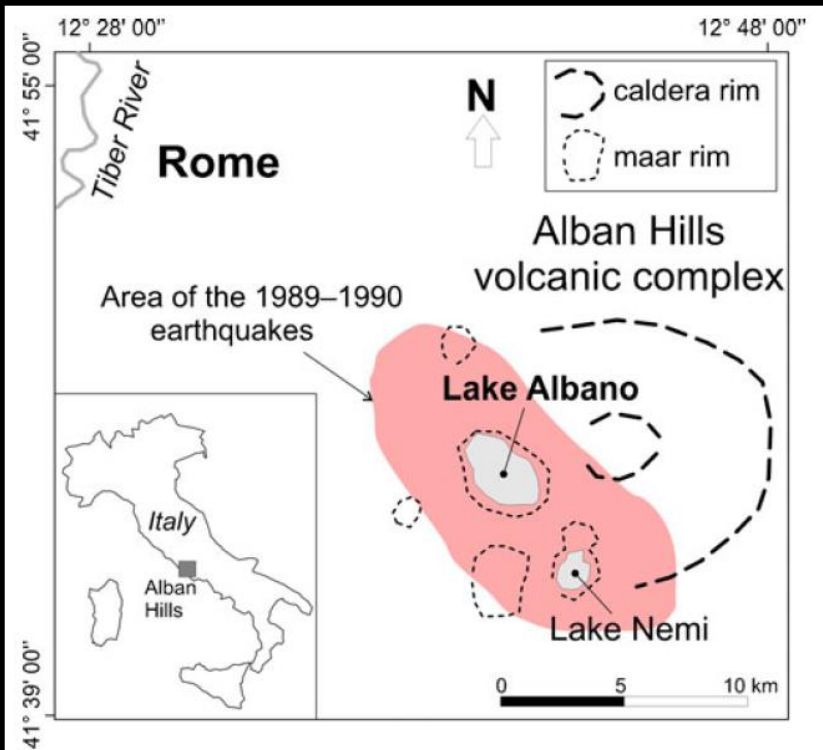 12° 28' 00"
12° 48' 00"
41° 55' 00"
Tiber River
Rome
N
caldera rim
maar rim
Alban Hills
volcanic complex
Area of the 1989–1990
earthquakes
Lake Albano
Italy
Alban
Hills
Lake Nemi
41° 39' 00"
0 5 10 km